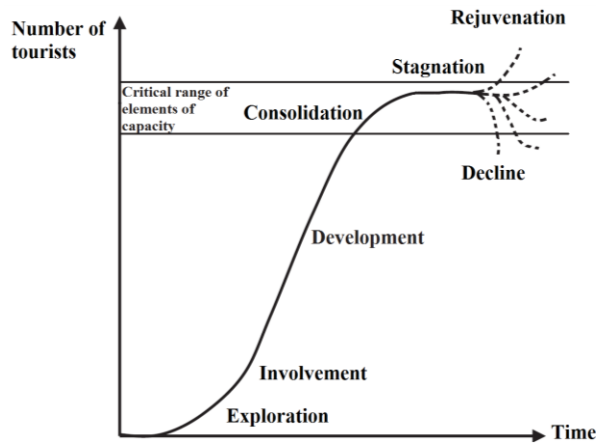 Number of
tourists
Rejuvenation
Stagnation
Critical range of
elements of
capacity
Consolidation
Decline
Development
Involvement
Exploration
Time